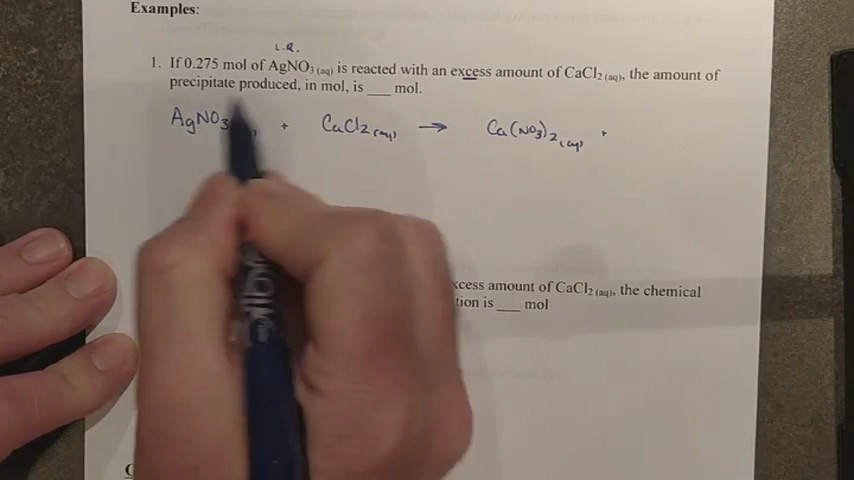 Examples:
L.R.
1. If 0.275 mol of AgNO3 (aq) is reacted with an excess amount of CaCl2 (aq), the amount of
precipitate produced, in mol, is ___ mol.
AgNO3 + CaCl2 (aq) → Ca(NO3)2 (aq) +
excess amount of CaCl2 (aq), the chemical
tion is ___ mol